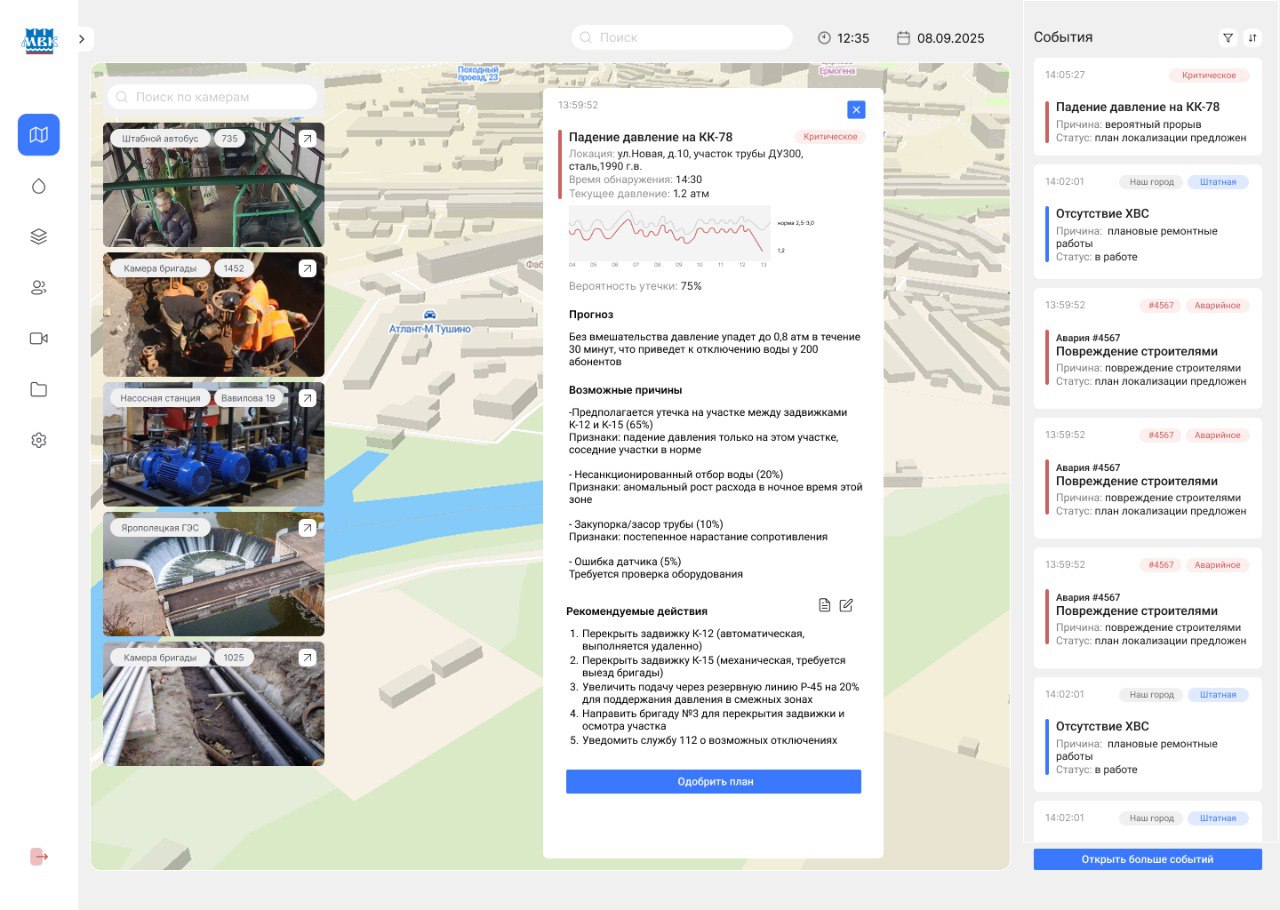 МВК
Поиск
12:35
08.09.2025
Походный
проезд, 23
Ермогена
Поиск по камерам
Штабной автобус
735
Камера бригады
1452
Насосная станция
Вавилова 19
Ярополецкая ГЭС
Камера бригады
1025
Атлант-М Тушино
Фаб
13:59:52
Падение давление на КК-78
Критическое
Локация: ул.Новая, д.10, участок трубы ДУ300,
сталь,1990 г.в.
Время обнаружения: 14:30
Текущее давление: 1.2 атм
норма 2,5-3,0
1,2
04 05 06 07 08 09 10 11 12 13
Вероятность утечки: 75%
Прогноз
Без вмешательства давление упадет до 0,8 атм в течение
30 минут, что приведет к отключению воды у 200
абонентов
Возможные причины
-Предполагается утечка на участке между задвижками
К-12 и К-15 (65%)
Признаки: падение давления только на этом участке,
соседние участки в норме
- Несанкционированный отбор воды (20%)
Признаки: аномальный рост расхода в ночное время этой
зоне
- Закупорка/засор трубы (10%)
Признаки: постепенное нарастание сопротивления
- Ошибка датчика (5%)
Требуется проверка оборудования
Рекомендуемые действия
1. Перекрыть задвижку К-12 (автоматическая,
выполняется удаленно)
2. Перекрыть задвижку К-15 (механическая, требуется
выезд бригады)
3. Увеличить подачу через резервную линию Р-45 на 20%
для поддержания давления в смежных зонах
4. Направить бригаду №3 для перекрытия задвижки и
осмотра участка
5. Уведомить службу 112 о возможных отключениях
Одобрить план
События
14:05:27
Критическое
Падение давление на КК-78
Причина: вероятный прорыв
Статус: план локализации предложен
14:02:01
Наш город
Штатная
Отсутствие ХВС
Причина: плановые ремонтные
работы
Статус: в работе
13:59:52
#4567
Аварийное
Авария #4567
Повреждение строителями
Причина: повреждение строителями
Статус: план локализации предложен
13:59:52
#4567
Аварийное
Авария #4567
Повреждение строителями
Причина: повреждение строителями
Статус: план локализации предложен
13:59:52
#4567
Аварийное
Авария #4567
Повреждение строителями
Причина: повреждение строителями
Статус: план локализации предложен
14:02:01
Наш город
Штатная
Отсутствие ХВС
Причина: плановые ремонтные
работы
Статус: в работе
14:02:01
Наш город
Штатная
Открыть больше событий